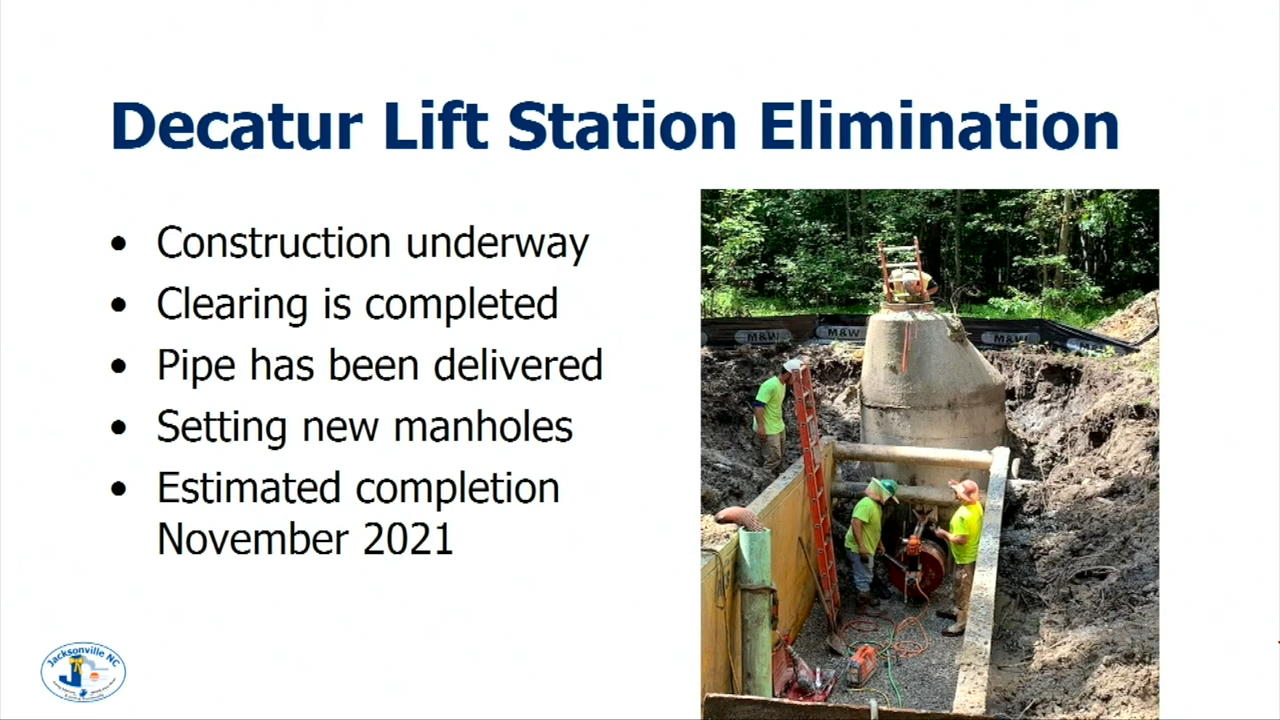 Decatur Lift Station Elimination
• Construction underway
• Clearing is completed
• Pipe has been delivered
• Setting new manholes
• Estimated completion
November 2021
M&W
M&W
M&W
M&W
Jacksonville NC